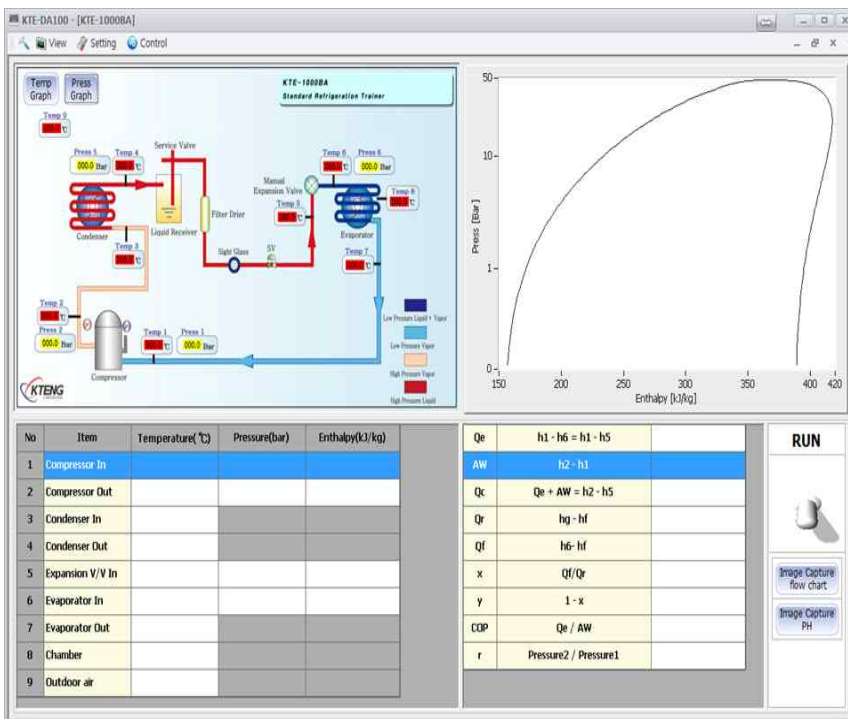 KTE-DA100 - [KTE-1000BA]
View Setting Control
Temp Graph
Press Graph
KTE-1000BA
Standard Refrigeration Trainer
Temp 9
℃
Press 5
000.0 Bar
Temp 4
℃
Service Valve
Condenser
Liquid Receiver
Filter Drier
Temp 3
℃
Sight Glass
SV
Manual
Expansion Valve
Temp 5
℃
Temp 6
℃
Press 6
000.0 Bar
Temp 8
℃
Evaporator
Temp 7
℃
Temp 2
℃
Press 2
000.0 Bar
Compressor
Temp 1
℃
Press 1
000.0 Bar
Low Pressure Liquid + Vapor
Low Pressure Vapor
High Pressure Vapor
High Pressure Liquid
KTENG
Press [Bar]
50
10
1
0
150 200 250 300 350 400 420
Enthalpy [kJ/kg]
No Item Temperature(℃) Pressure(bar) Enthalpy(kJ/kg)
1 Compressor In
2 Compressor Out
3 Condenser In
4 Condenser Out
5 Expansion V/V In
6 Evaporator In
7 Evaporator Out
8 Chamber
9 Outdoor air
Qe h1 - h6 = h1 - h5
AW h2 - h1
Qc Qe + AW = h2 - h5
Qr hg - hf
Qf h6- hf
x Qf/Qr
y 1 - x
COP Qe / AW
r Pressure2 / Pressure1
RUN
Image Capture
flow chart
Image Capture
PH